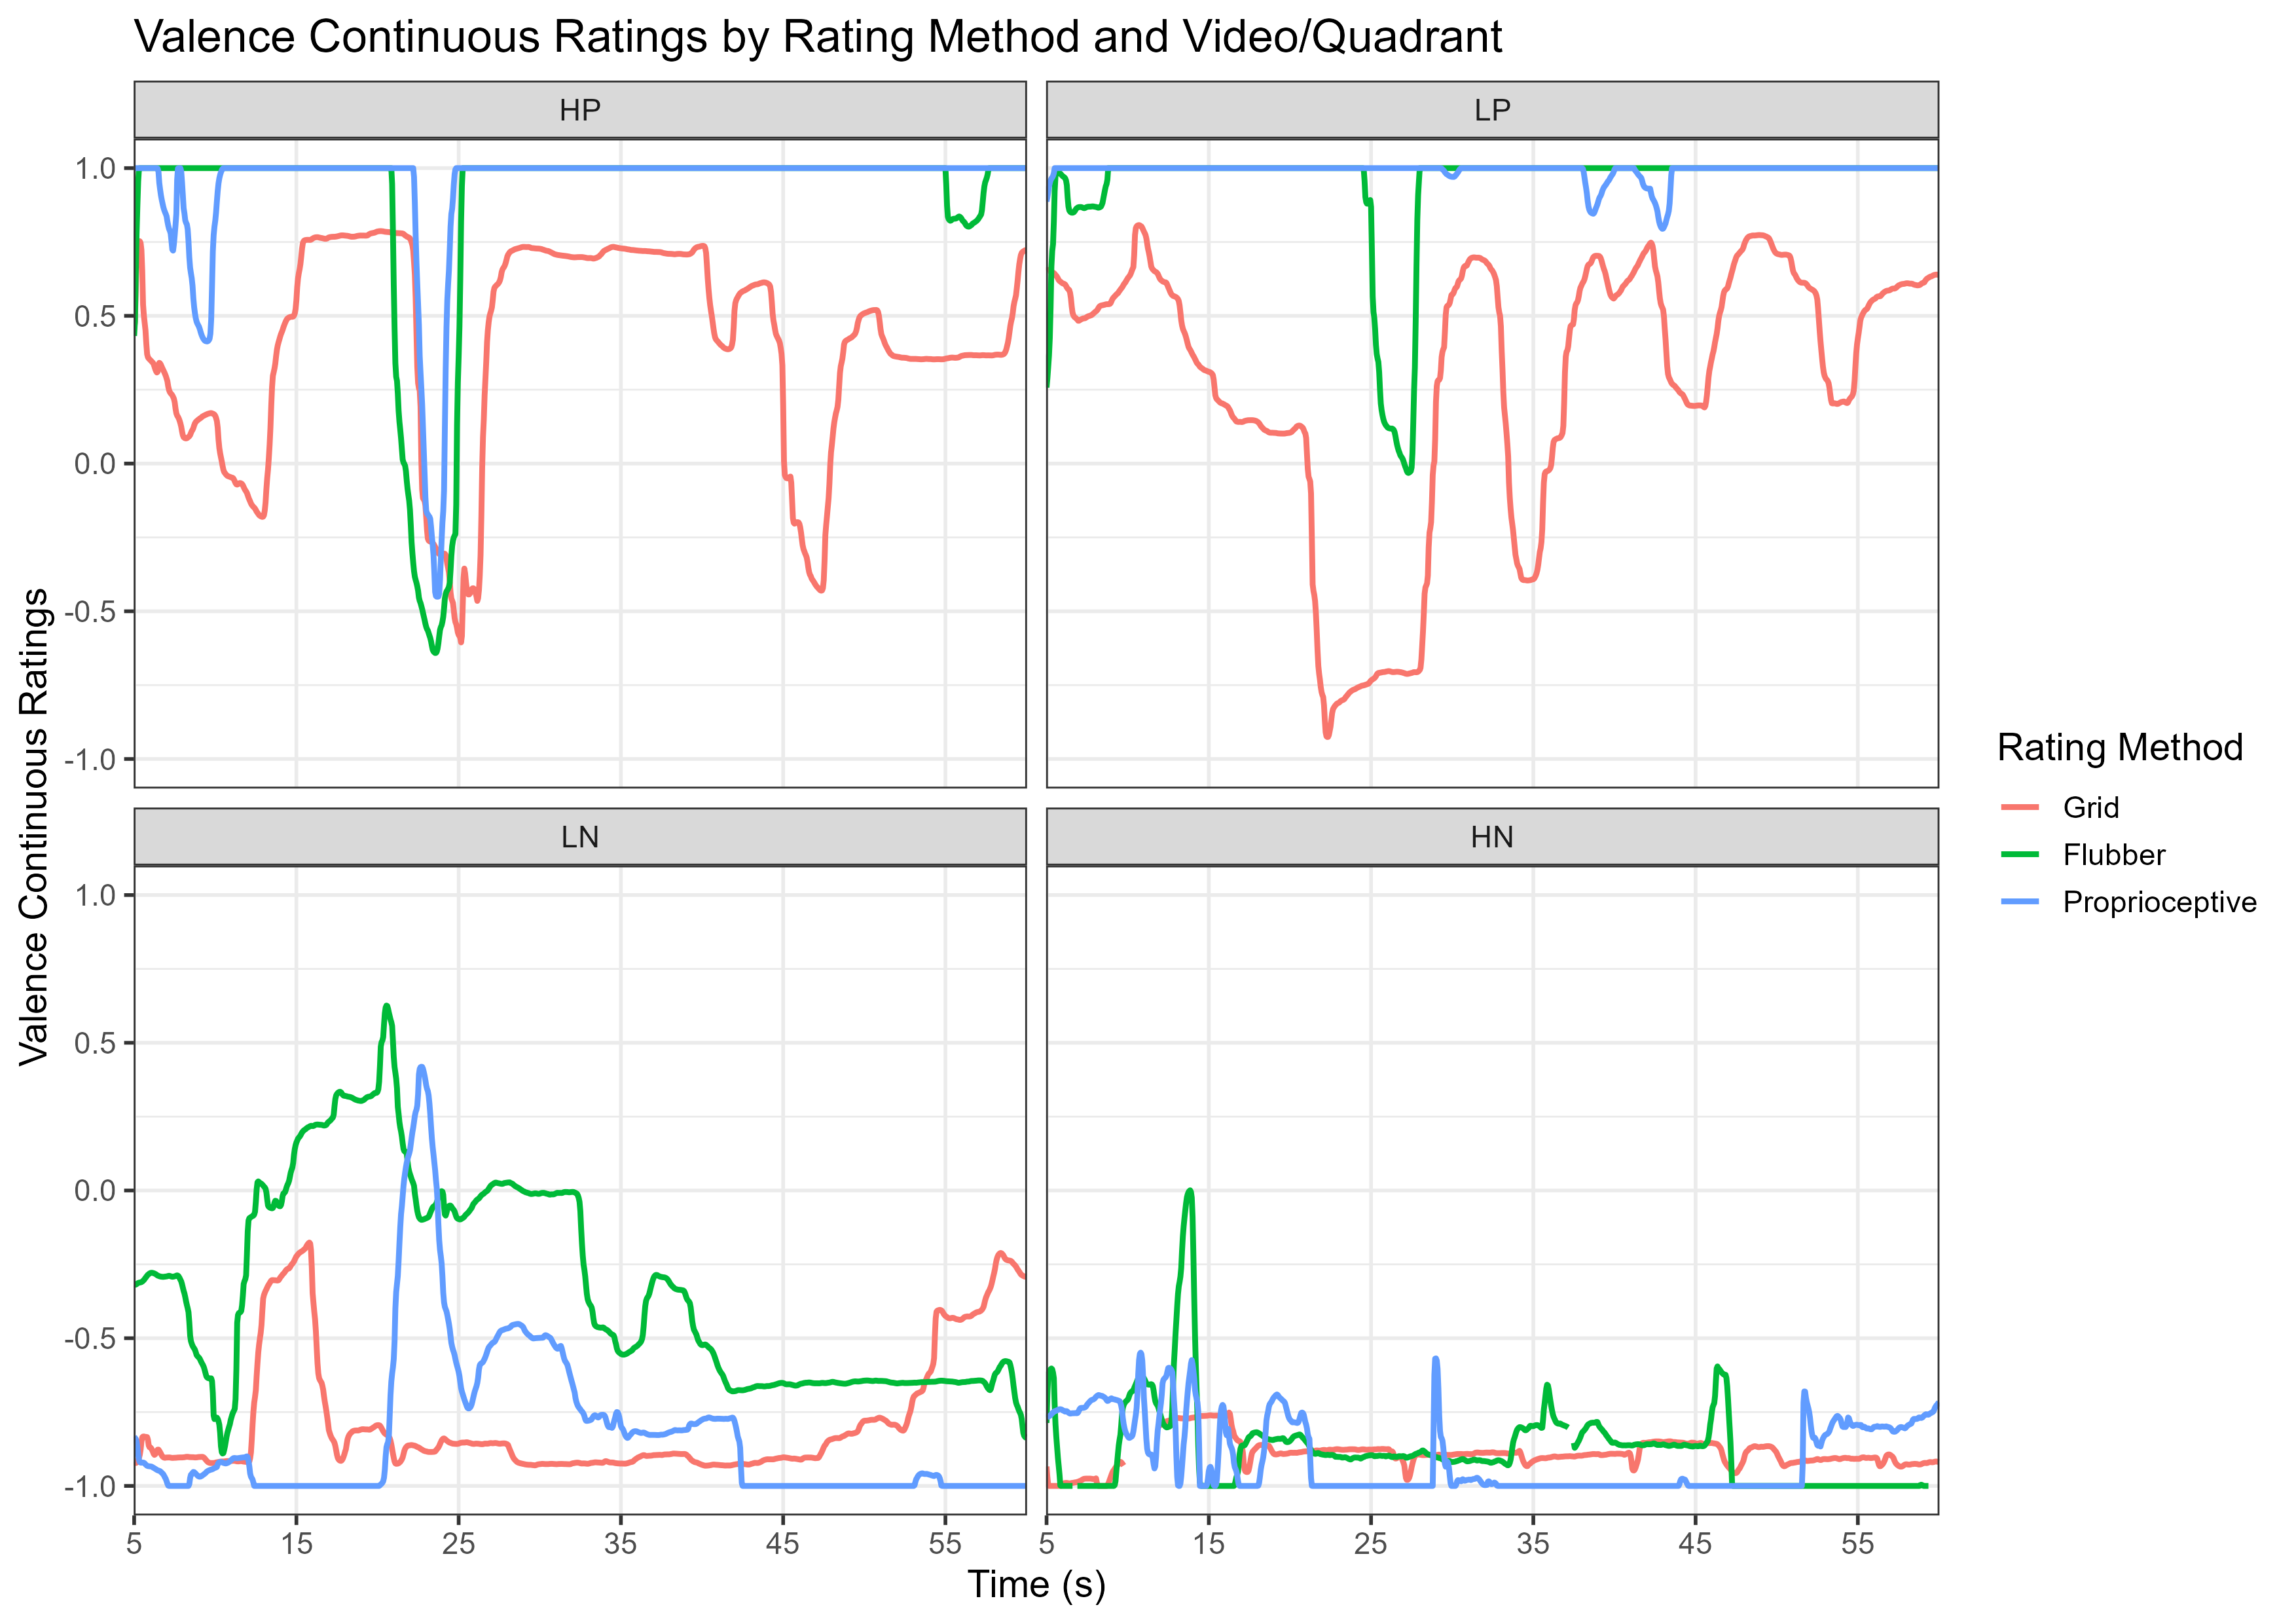 Valence Continuous Ratings by Rating Method and Video/Quadrant
HP
LP
1.0
0.5
0.0
-0.5
-1.0
LN
HN
1.0
0.5
0.0
-0.5
-1.0
5 15 25 35 45 55
5 15 25 35 45 55
Time (s)
Valence Continuous Ratings
Rating Method
Grid
Flubber
Proprioceptive